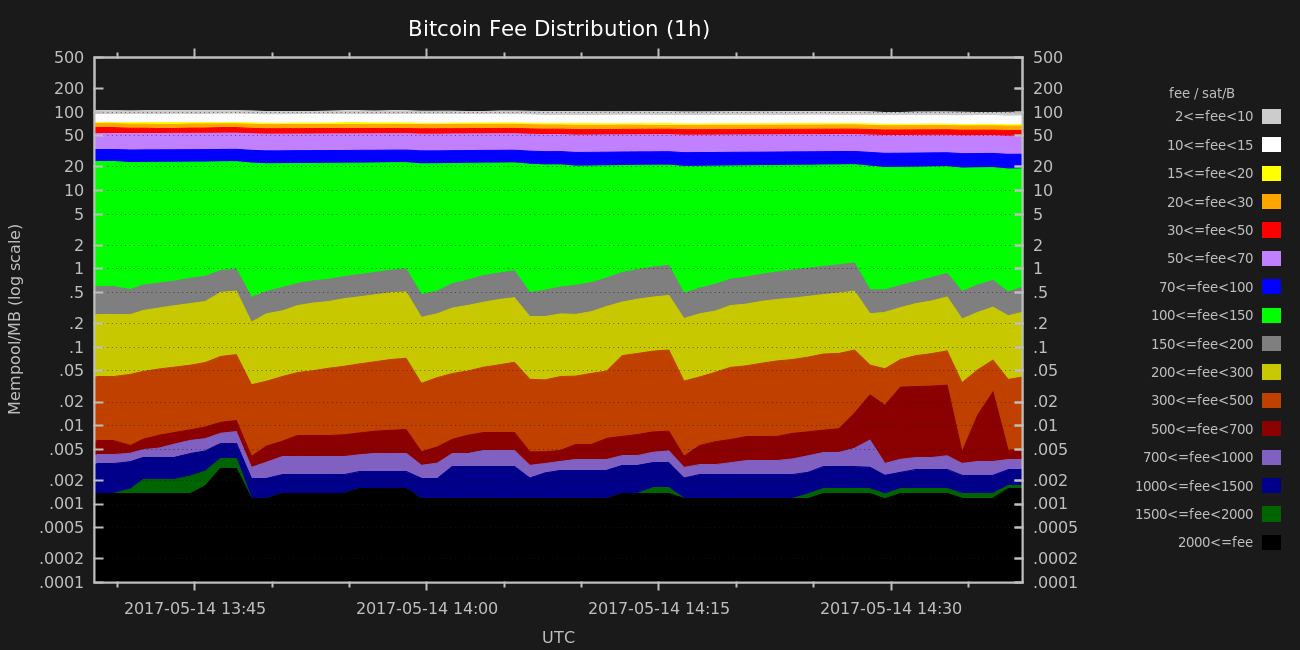 Bitcoin Fee Distribution (1h)
Mempool/MB (log scale)
500
200
100
50
20
10
5
2
1
.5
.2
.1
.05
.02
.01
.005
.002
.001
.0005
.0002
.0001
500
200
100
50
20
10
5
2
1
.5
.2
.1
.05
.02
.01
.005
.002
.001
.0005
.0002
.0001
2017-05-14 13:45
2017-05-14 14:00
2017-05-14 14:15
2017-05-14 14:30
UTC
fee / sat/B
2<=fee<10
10<=fee<15
15<=fee<20
20<=fee<30
30<=fee<50
50<=fee<70
70<=fee<100
100<=fee<150
150<=fee<200
200<=fee<300
300<=fee<500
500<=fee<700
700<=fee<1000
1000<=fee<1500
1500<=fee<2000
2000<=fee